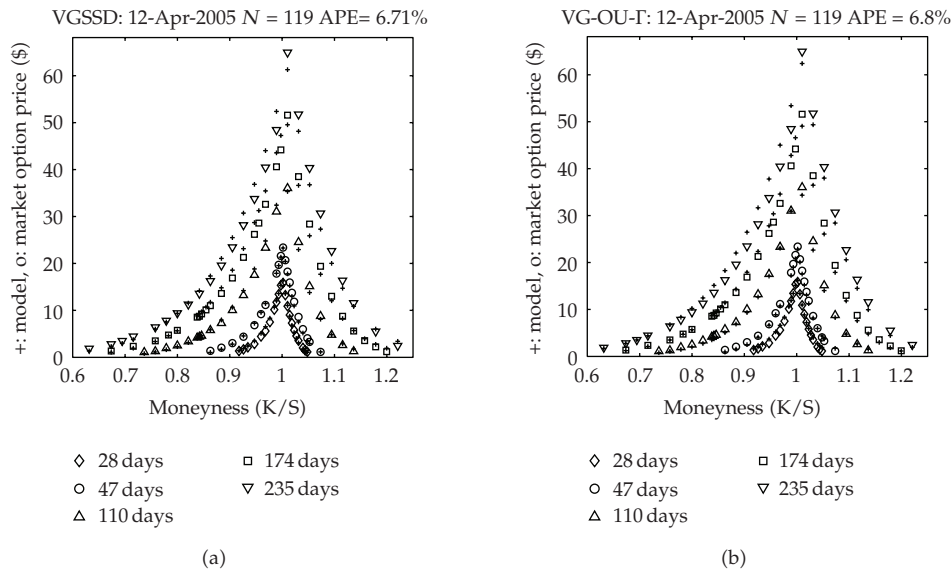 VGSSD: 12-Apr-2005 N = 119 APE = 6.71%
+: model, o: market option price ($)
60
50
40
30
20
10
0
0.6 0.7 0.8 0.9 1 1.1 1.2
Moneyness (K/S)
28 days
47 days
110 days
174 days
235 days
(a)
VG-OU-Γ: 12-Apr-2005 N = 119 APE = 6.8%
+: model, o: market option price ($)
60
50
40
30
20
10
0
0.6 0.7 0.8 0.9 1 1.1 1.2
Moneyness (K/S)
28 days
47 days
110 days
174 days
235 days
(b)